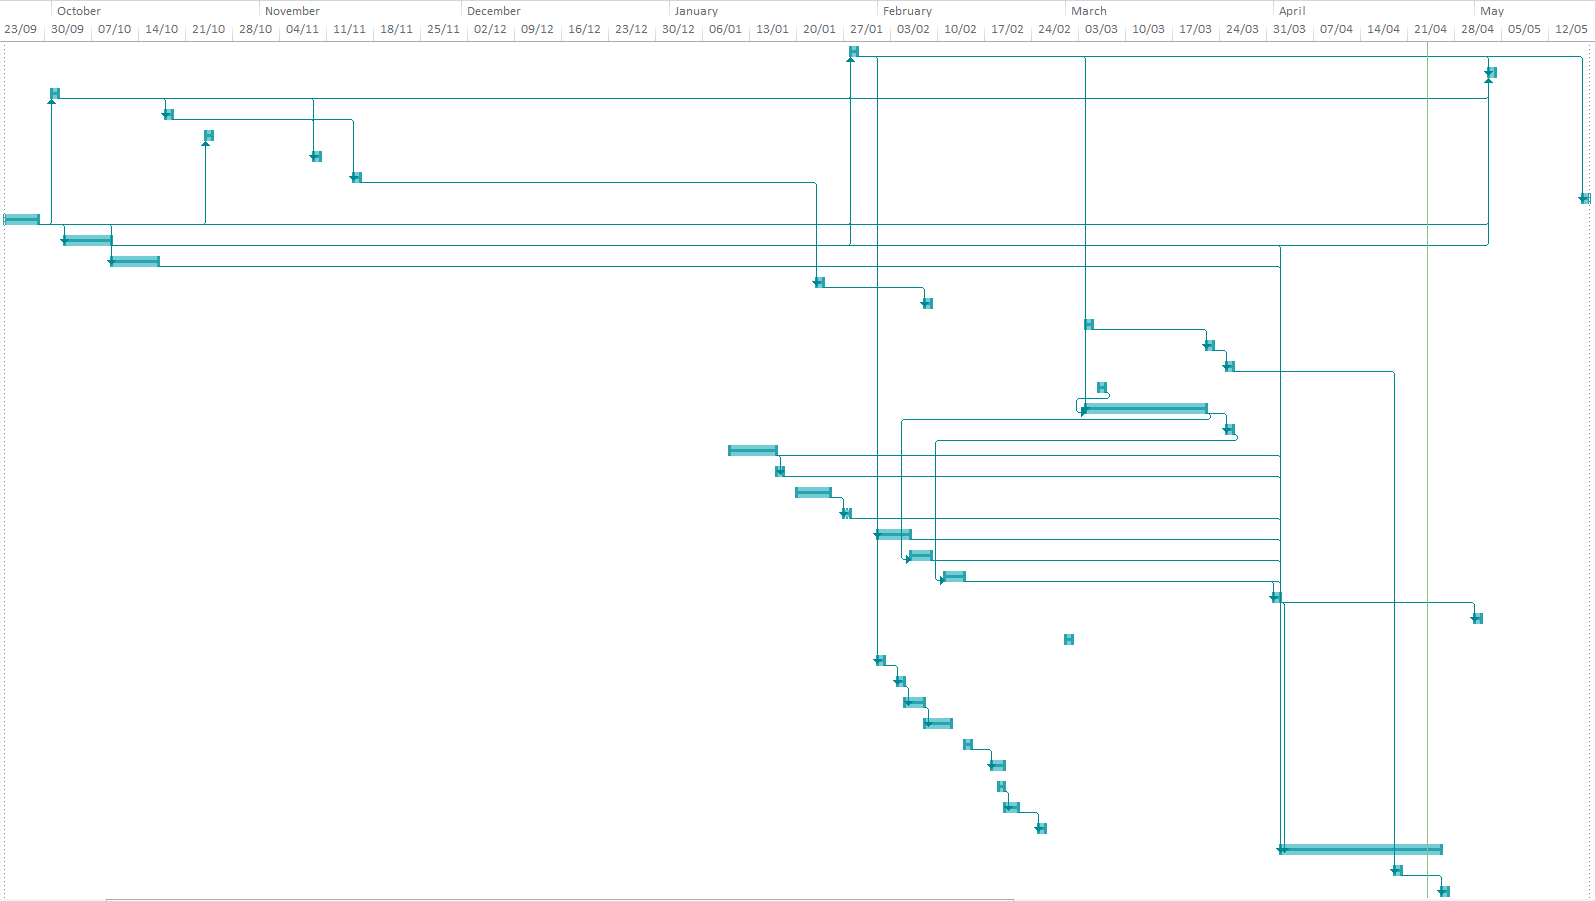 October November December January February March April May
23/09 30/09 07/10 14/10 21/10 28/10 04/11 11/11 18/11 25/11 02/12 09/12 16/12 23/12 30/12 06/01 13/01 20/01 27/01 03/02 10/02 17/02 24/02 03/03 10/03 17/03 24/03 31/03 07/04 14/04 21/04 28/04 05/05 12/05